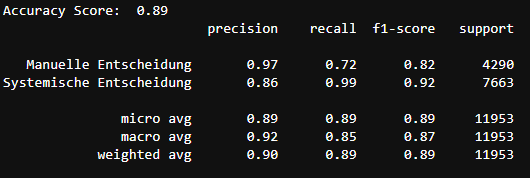 Accuracy Score:  0.89
precision recall f1-score support
Manuelle Entscheidung 0.97 0.72 0.82 4290
Systemische Entscheidung 0.86 0.99 0.92 7663
micro avg 0.89 0.89 0.89 11953
macro avg 0.92 0.85 0.87 11953
weighted avg 0.90 0.89 0.89 11953